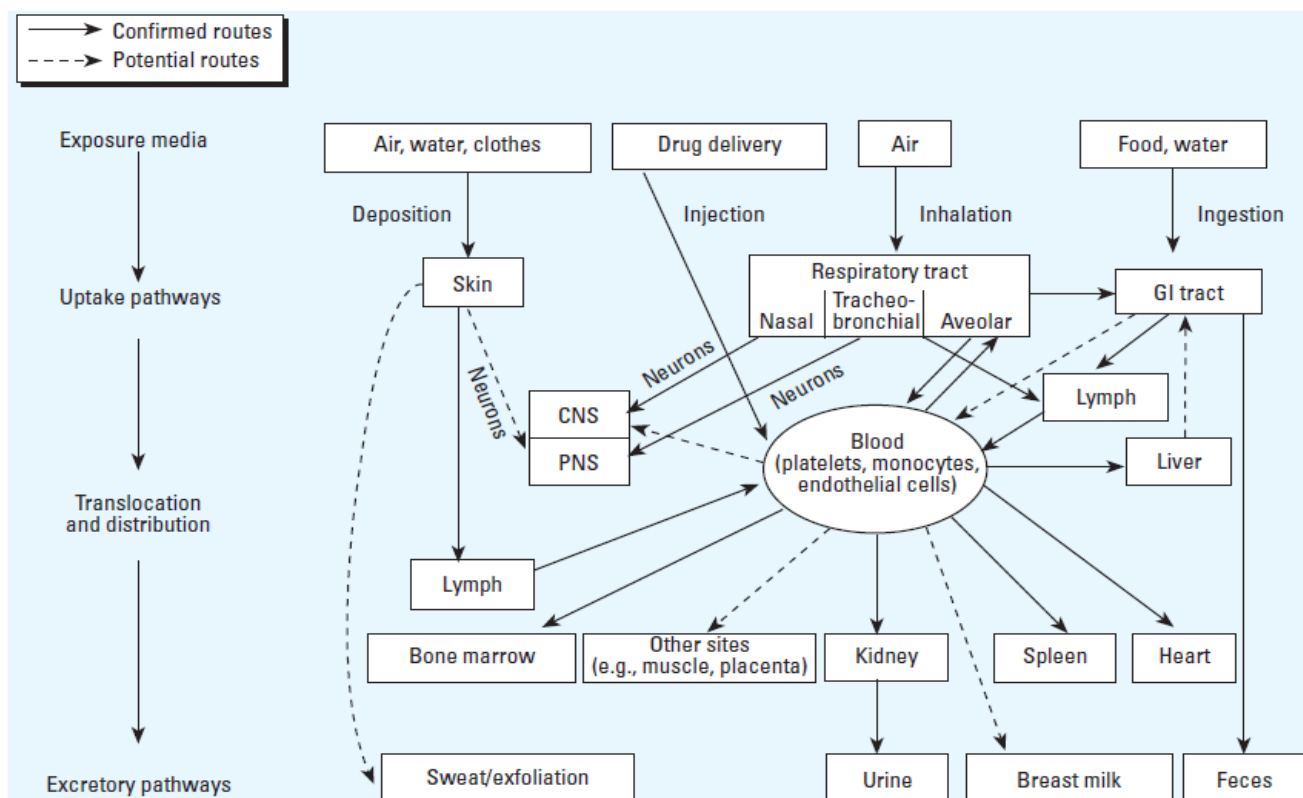 Confirmed routes
Potential routes
Exposure media
Air, water, clothes
Drug delivery
Air
Food, water
Deposition
Injection
Inhalation
Ingestion
Uptake pathways
Skin
Respiratory tract
Nasal
Tracheo-
bronchial
Aveolar
GI tract
Neurons
Neurons
Neurons
CNS
PNS
Lymph
Blood
(platelets, monocytes,
endothelial cells)
Liver
Translocation
and distribution
Lymph
Bone marrow
Other sites
(e.g., muscle, placenta)
Kidney
Spleen
Heart
Excretory pathways
Sweat/exfoliation
Urine
Breast milk
Feces